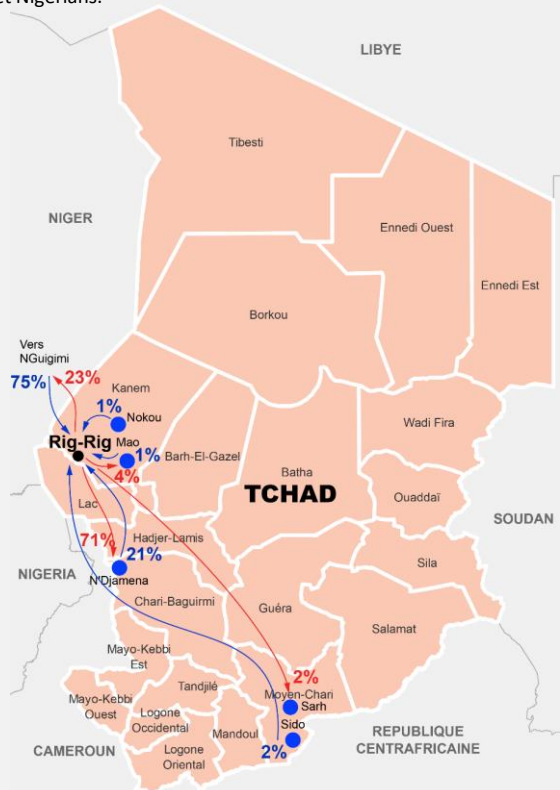 et Nigérians.
LIBYE
Tibesti
NIGER
Ennedi Ouest
Ennedi Est
Borkou
Vers
NGuigimi
75%
23%
Kanem
1%
Nokou
Rig-Rig
Mao
1%
4%
Barh-El-Gazel
Batha
TCHAD
Wadi Fira
Ouaddaï
SOUDAN
Lac
71%
21%
Hadjer-Lamis
Sila
NIGERIA
N'Djamena
Chari-Baguirmi
Guéra
Salamat
Mayo-Kebbi
Est
2%
Moyen-Chari
Sarh
Tandjilé
Mayo-Kebbi
Ouest
Logone
Occidental
Mandoul
Sido
2%
REPUBLIQUE
CENTRAFRICAINE
CAMEROUN
Logone
Oriental